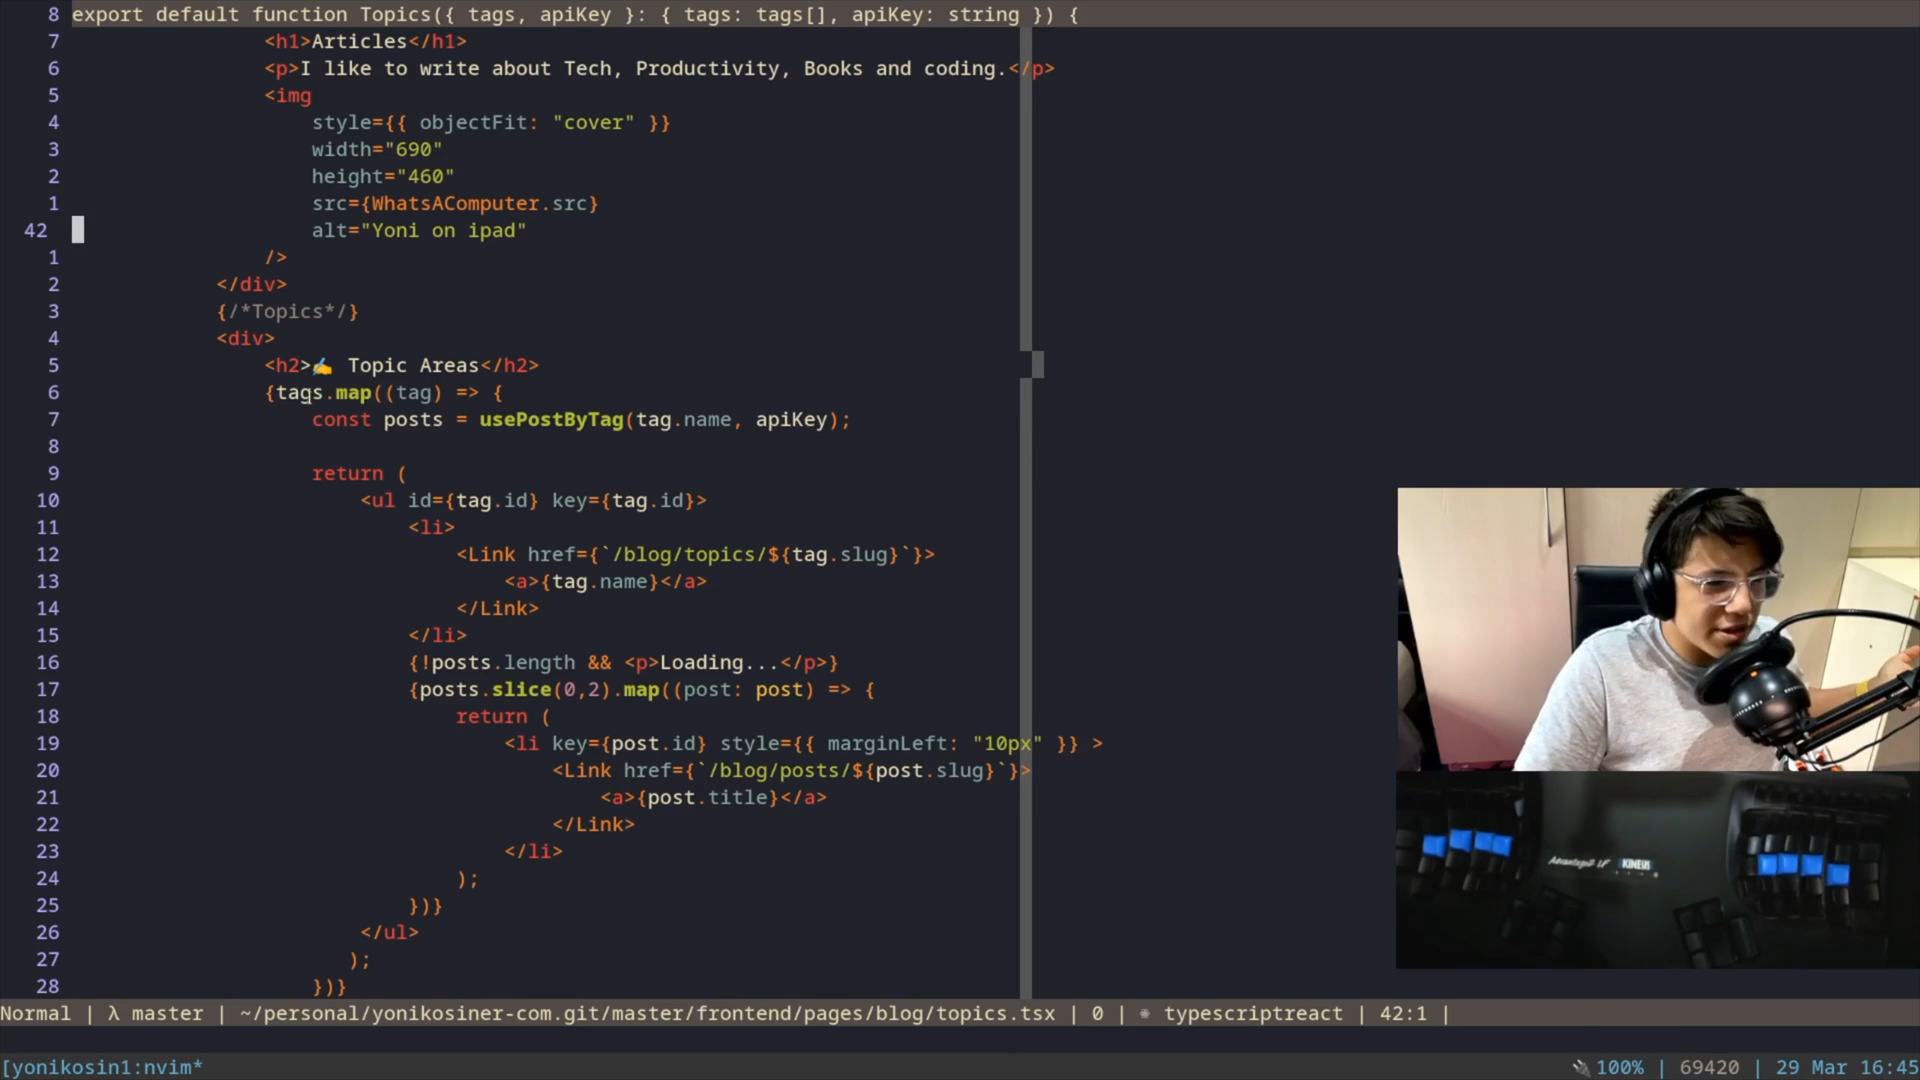 8 export default function Topics({ tags, apiKey }: { tags: tags[], apiKey: string }) {
7 <h1>Articles</h1>
6 <p>I like to write about Tech, Productivity, Books and coding.</p>
5 <img
4 style={{ objectFit: "cover" }}
3 width="690"
2 height="460"
1 src={WhatsAComputer.src}
42 alt="Yoni on ipad"
1 />
2 </div>
3 {/*Topics*/}
4 <div>
5 <h2>✍️ Topic Areas</h2>
6 {tags.map((tag) => {
7 const posts = usePostByTag(tag.name, apiKey);
8
9 return (
10 <ul id={tag.id} key={tag.id}>
11 <li>
12 <Link href={`/blog/topics/${tag.slug}`}>
13 <a>{tag.name}</a>
14 </Link>
15 </li>
16 {!posts.length && <p>Loading...</p>}
17 {posts.slice(0,2).map((post: post) => {
18 return (
19 <li key={post.id} style={{ marginLeft: "10px" }} >
20 <Link href={`/blog/posts/${post.slug}`}>
21 <a>{post.title}</a>
22 </Link>
23 </li>
24 );
25 })}
26 </ul>
27 );
28 })}
Advantage2 LF KINESIS
Normal | λ master | ~/personal/yonikosiner-com.git/master/frontend/pages/blog/topics.tsx | 0 | ⚛ typescriptreact | 42:1 |
[yonikosin1:nvim* 🔌100% | 69420 | 29 Mar 16:45